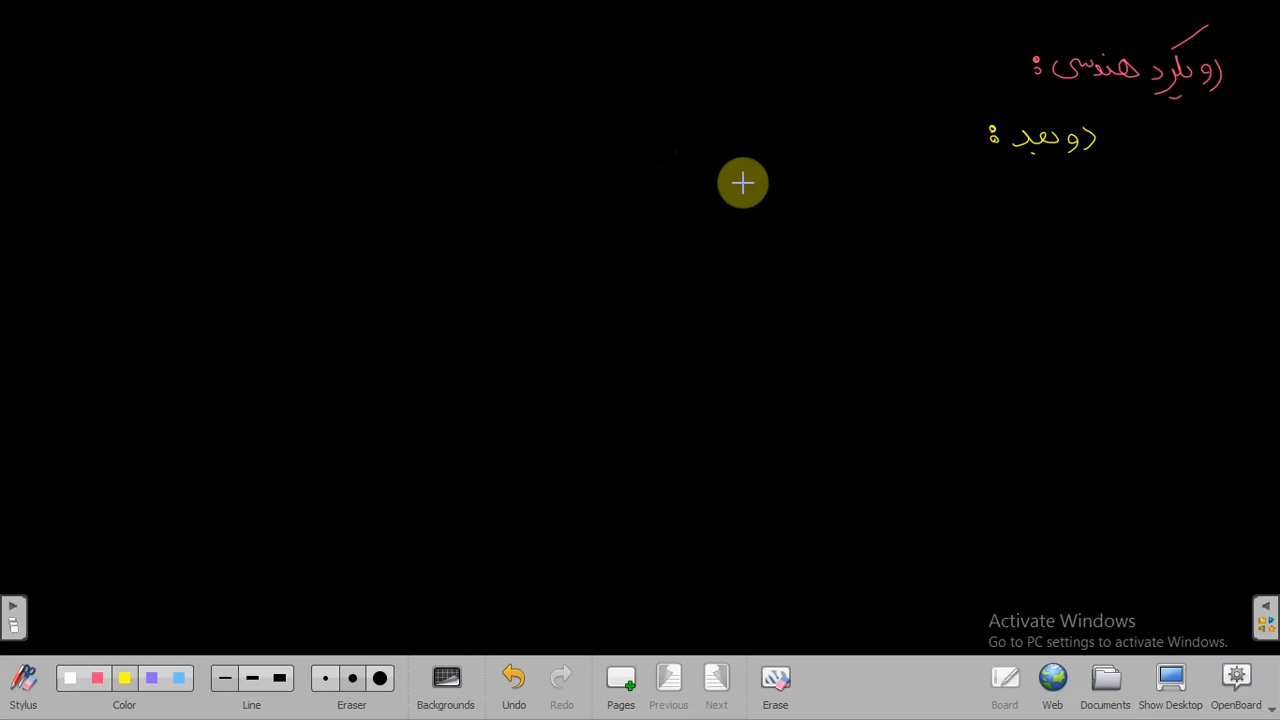 رویکرد هندسی :
دو بعد :
Activate Windows
Go to PC settings to activate Windows.
Stylus
Color
Line
Eraser
Backgrounds
Undo
Redo
Pages
Previous
Next
Erase
Board
Web
Documents
Show Desktop
OpenBoard